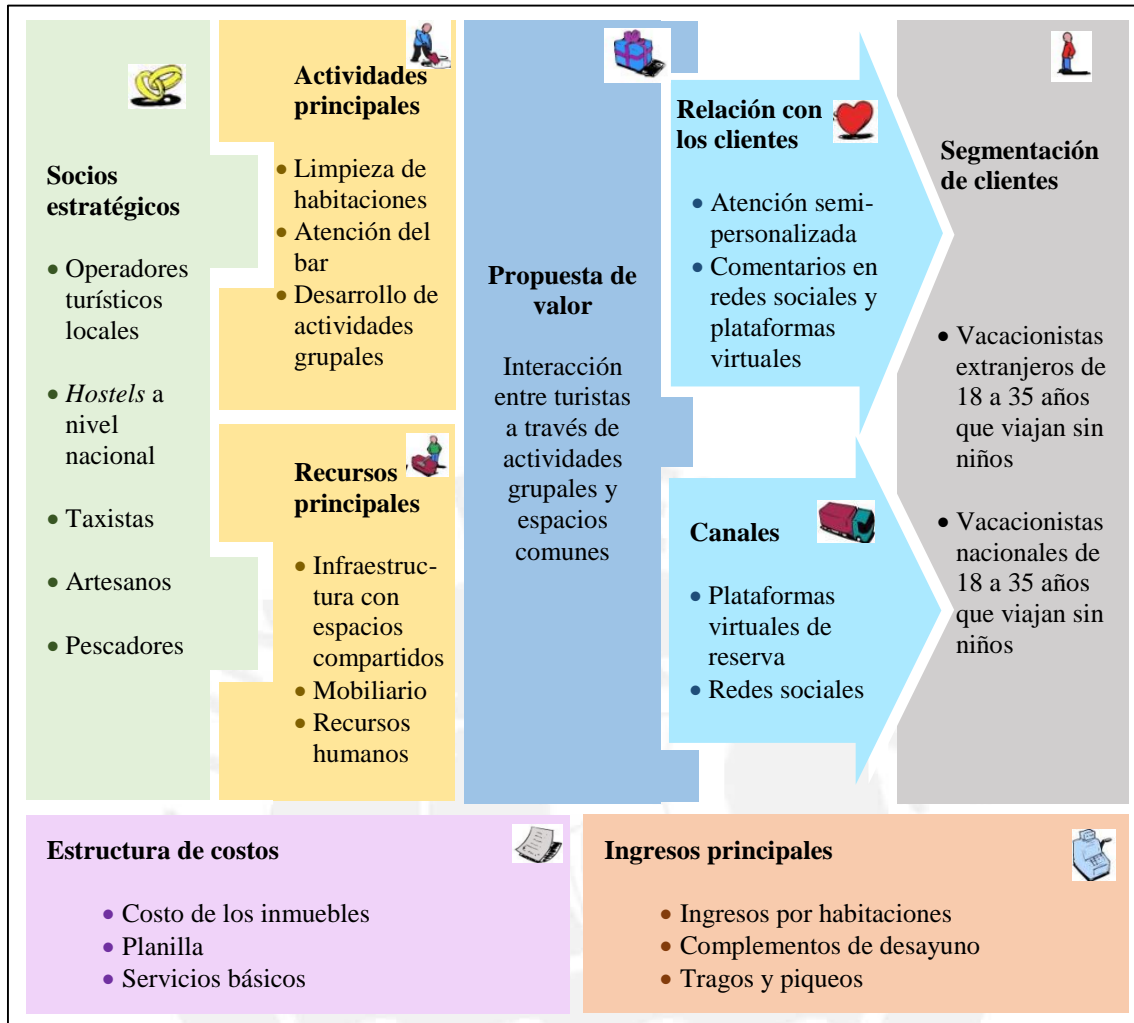 Socios
estratégicos
Operadores
turísticos
locales
Hostels a
nivel
nacional
Taxistas
Artesanos
Pescadores
Actividades
principales
Limpieza de
habitaciones
Atención del
bar
Desarrollo de
actividades
grupales
Recursos
principales
Infraestruc-
tura con
espacios
compartidos
Mobiliario
Recursos
humanos
Propuesta de
valor
Interacción
entre turistas
a través de
actividades
grupales y
espacios
comunes
Relación con
los clientes
Atención semi-
personalizada
Comentarios en
redes sociales y
plataformas
virtuales
Canales
Plataformas
virtuales de
reserva
Redes sociales
Segmentación
de clientes
Vacacionistas
extranjeros de
18 a 35 años
que viajan sin
niños
Vacacionistas
nacionales de
18 a 35 años
que viajan sin
niños
Estructura de costos
Costo de los inmuebles
Planilla
Servicios básicos
Ingresos principales
Ingresos por habitaciones
Complementos de desayuno
Tragos y piqueos